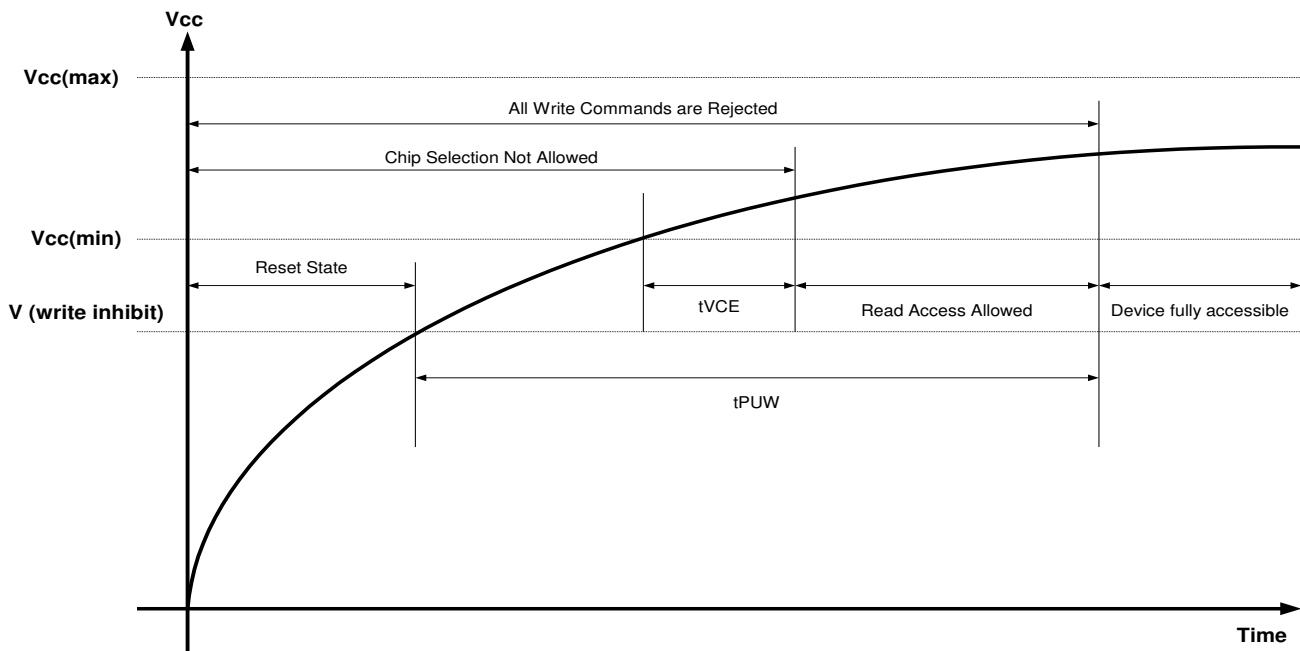 Vcc
Vcc(max)
All Write Commands are Rejected
Chip Selection Not Allowed
Vcc(min)
Reset State
V (write inhibit)
tVCE
Read Access Allowed
Device fully accessible
tPUW
Time